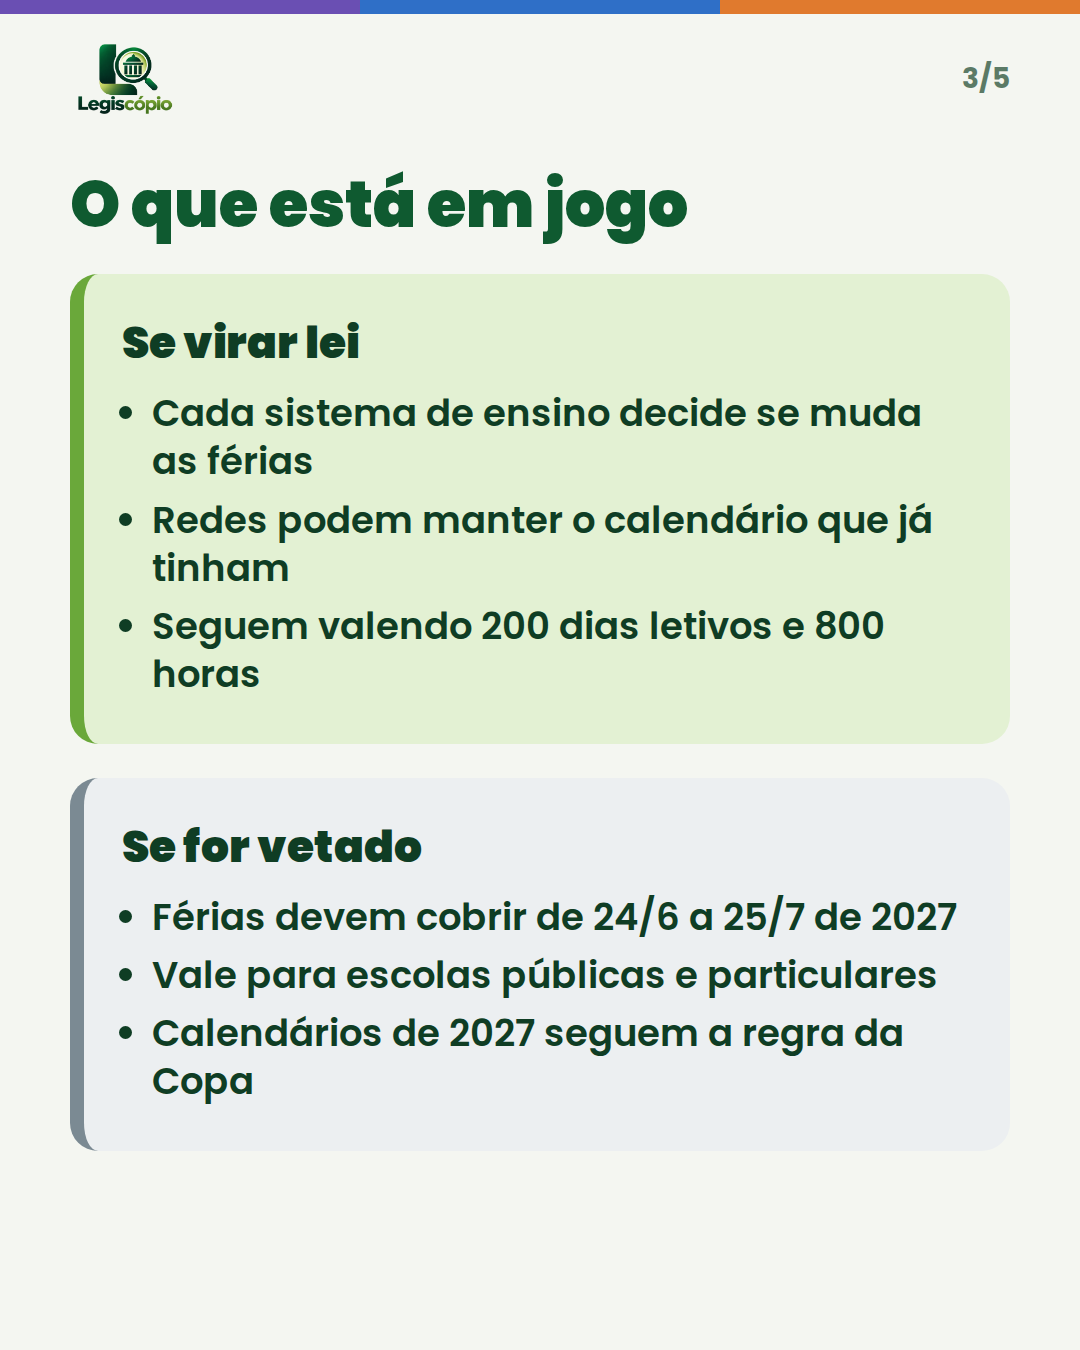 Legiscópio
3/5
O que está em jogo
Se virar lei
• Cada sistema de ensino decide se muda
as férias
• Redes podem manter o calendário que já
tinham
• Seguem valendo 200 dias letivos e 800
horas
Se for vetado
• Férias devem cobrir de 24/6 a 25/7 de 2027
• Vale para escolas públicas e particulares
• Calendários de 2027 seguem a regra da
Copa